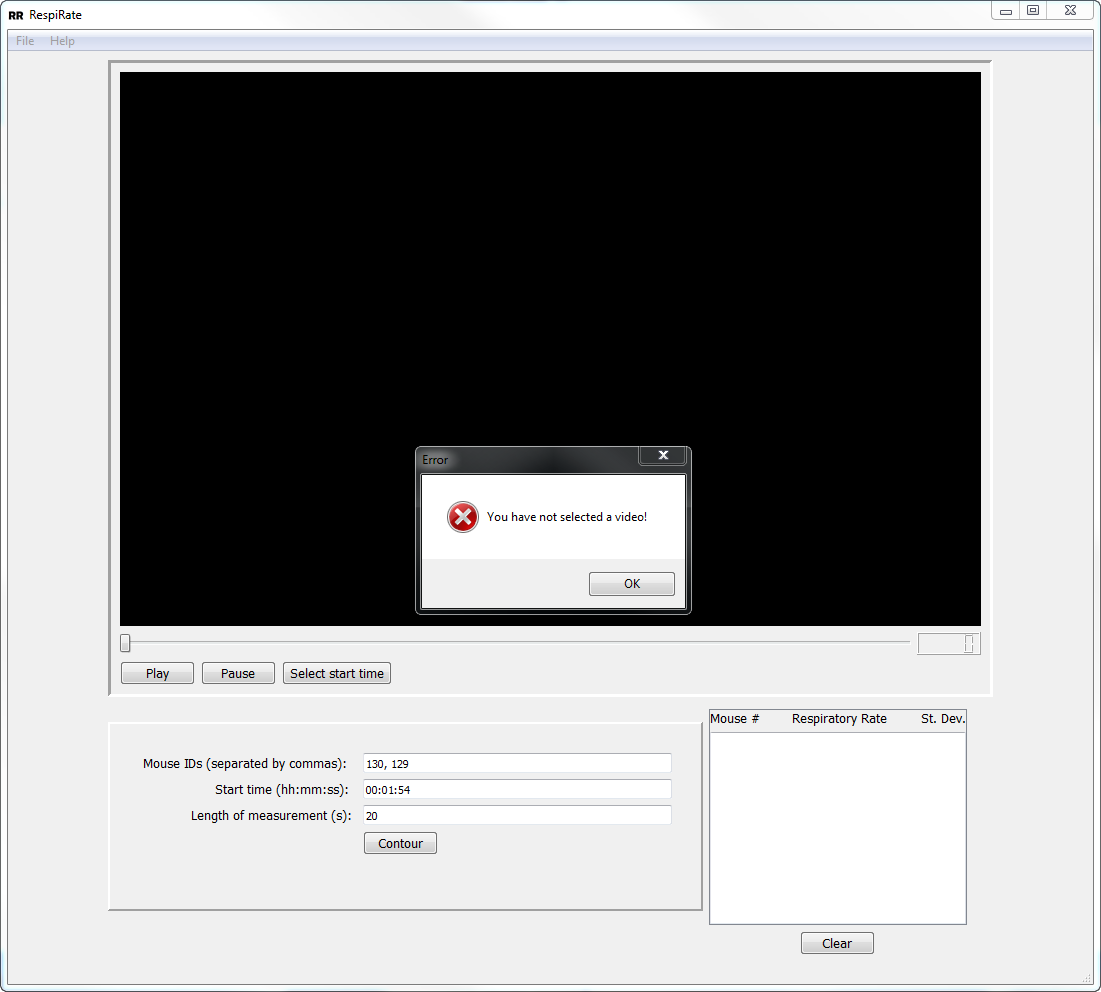 RR RespiRate
File Help
Error
You have not selected a video!
OK
Play Pause Select start time
Mouse # Respiratory Rate St. Dev.
Mouse IDs (separated by commas): 130, 129
Start time (hh:mm:ss): 00:01:54
Length of measurement (s): 20
Contour
Clear